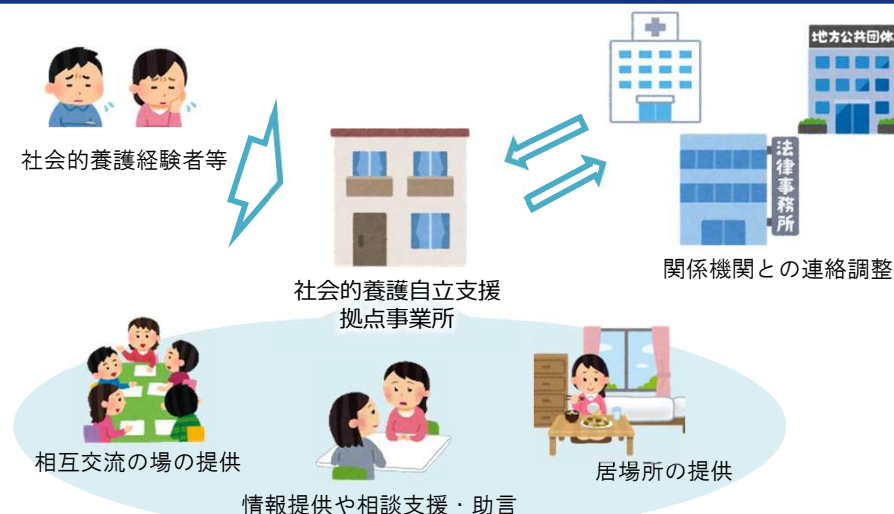 地方公共団体
法律事務所
社会的養護経験者等
関係機関との連絡調整
社会的養護自立支援
拠点事業所
相互交流の場の提供
居場所の提供
情報提供や相談支援・助言